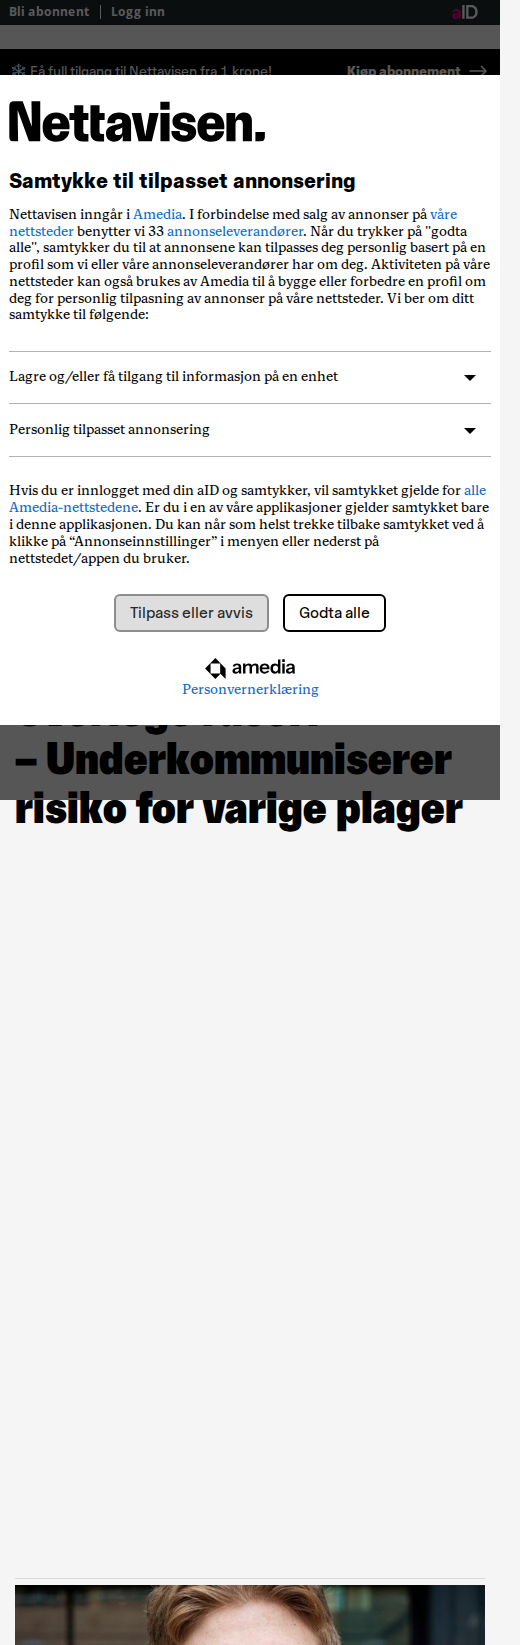 Bli abonnent
Logg inn
aID
Få full tilgang til Nettavisen fra 1 krone!
Kjøp abonnement
Nettavisen.
Samtykke til tilpasset annonsering
Nettavisen inngår i Amedia. I forbindelse med salg av annonser på våre
nettsteder benytter vi 33 annonseleverandører. Når du trykker på "godta
alle", samtykker du til at annonsene kan tilpasses deg personlig basert på en
profil som vi eller våre annonseleverandører har om deg. Aktiviteten på våre
nettsteder kan også brukes av Amedia til å bygge eller forbedre en profil om
deg for personlig tilpasning av annonser på våre nettsteder. Vi ber om ditt
samtykke til følgende:
Lagre og/eller få tilgang til informasjon på en enhet
Personlig tilpasset annonsering
Hvis du er innlogget med din aID og samtykker, vil samtykket gjelde for alle
Amedia-nettstedene. Er du i en av våre applikasjoner gjelder samtykket bare
i denne applikasjonen. Du kan når som helst trekke tilbake samtykket ved å
klikke på “Annonseinnstillinger” i menyen eller nederst på
nettstedet/appen du bruker.
Tilpass eller avvis
Godta alle
amedia
Personvernerklæring
– Underkommuniserer
risiko for varige plager